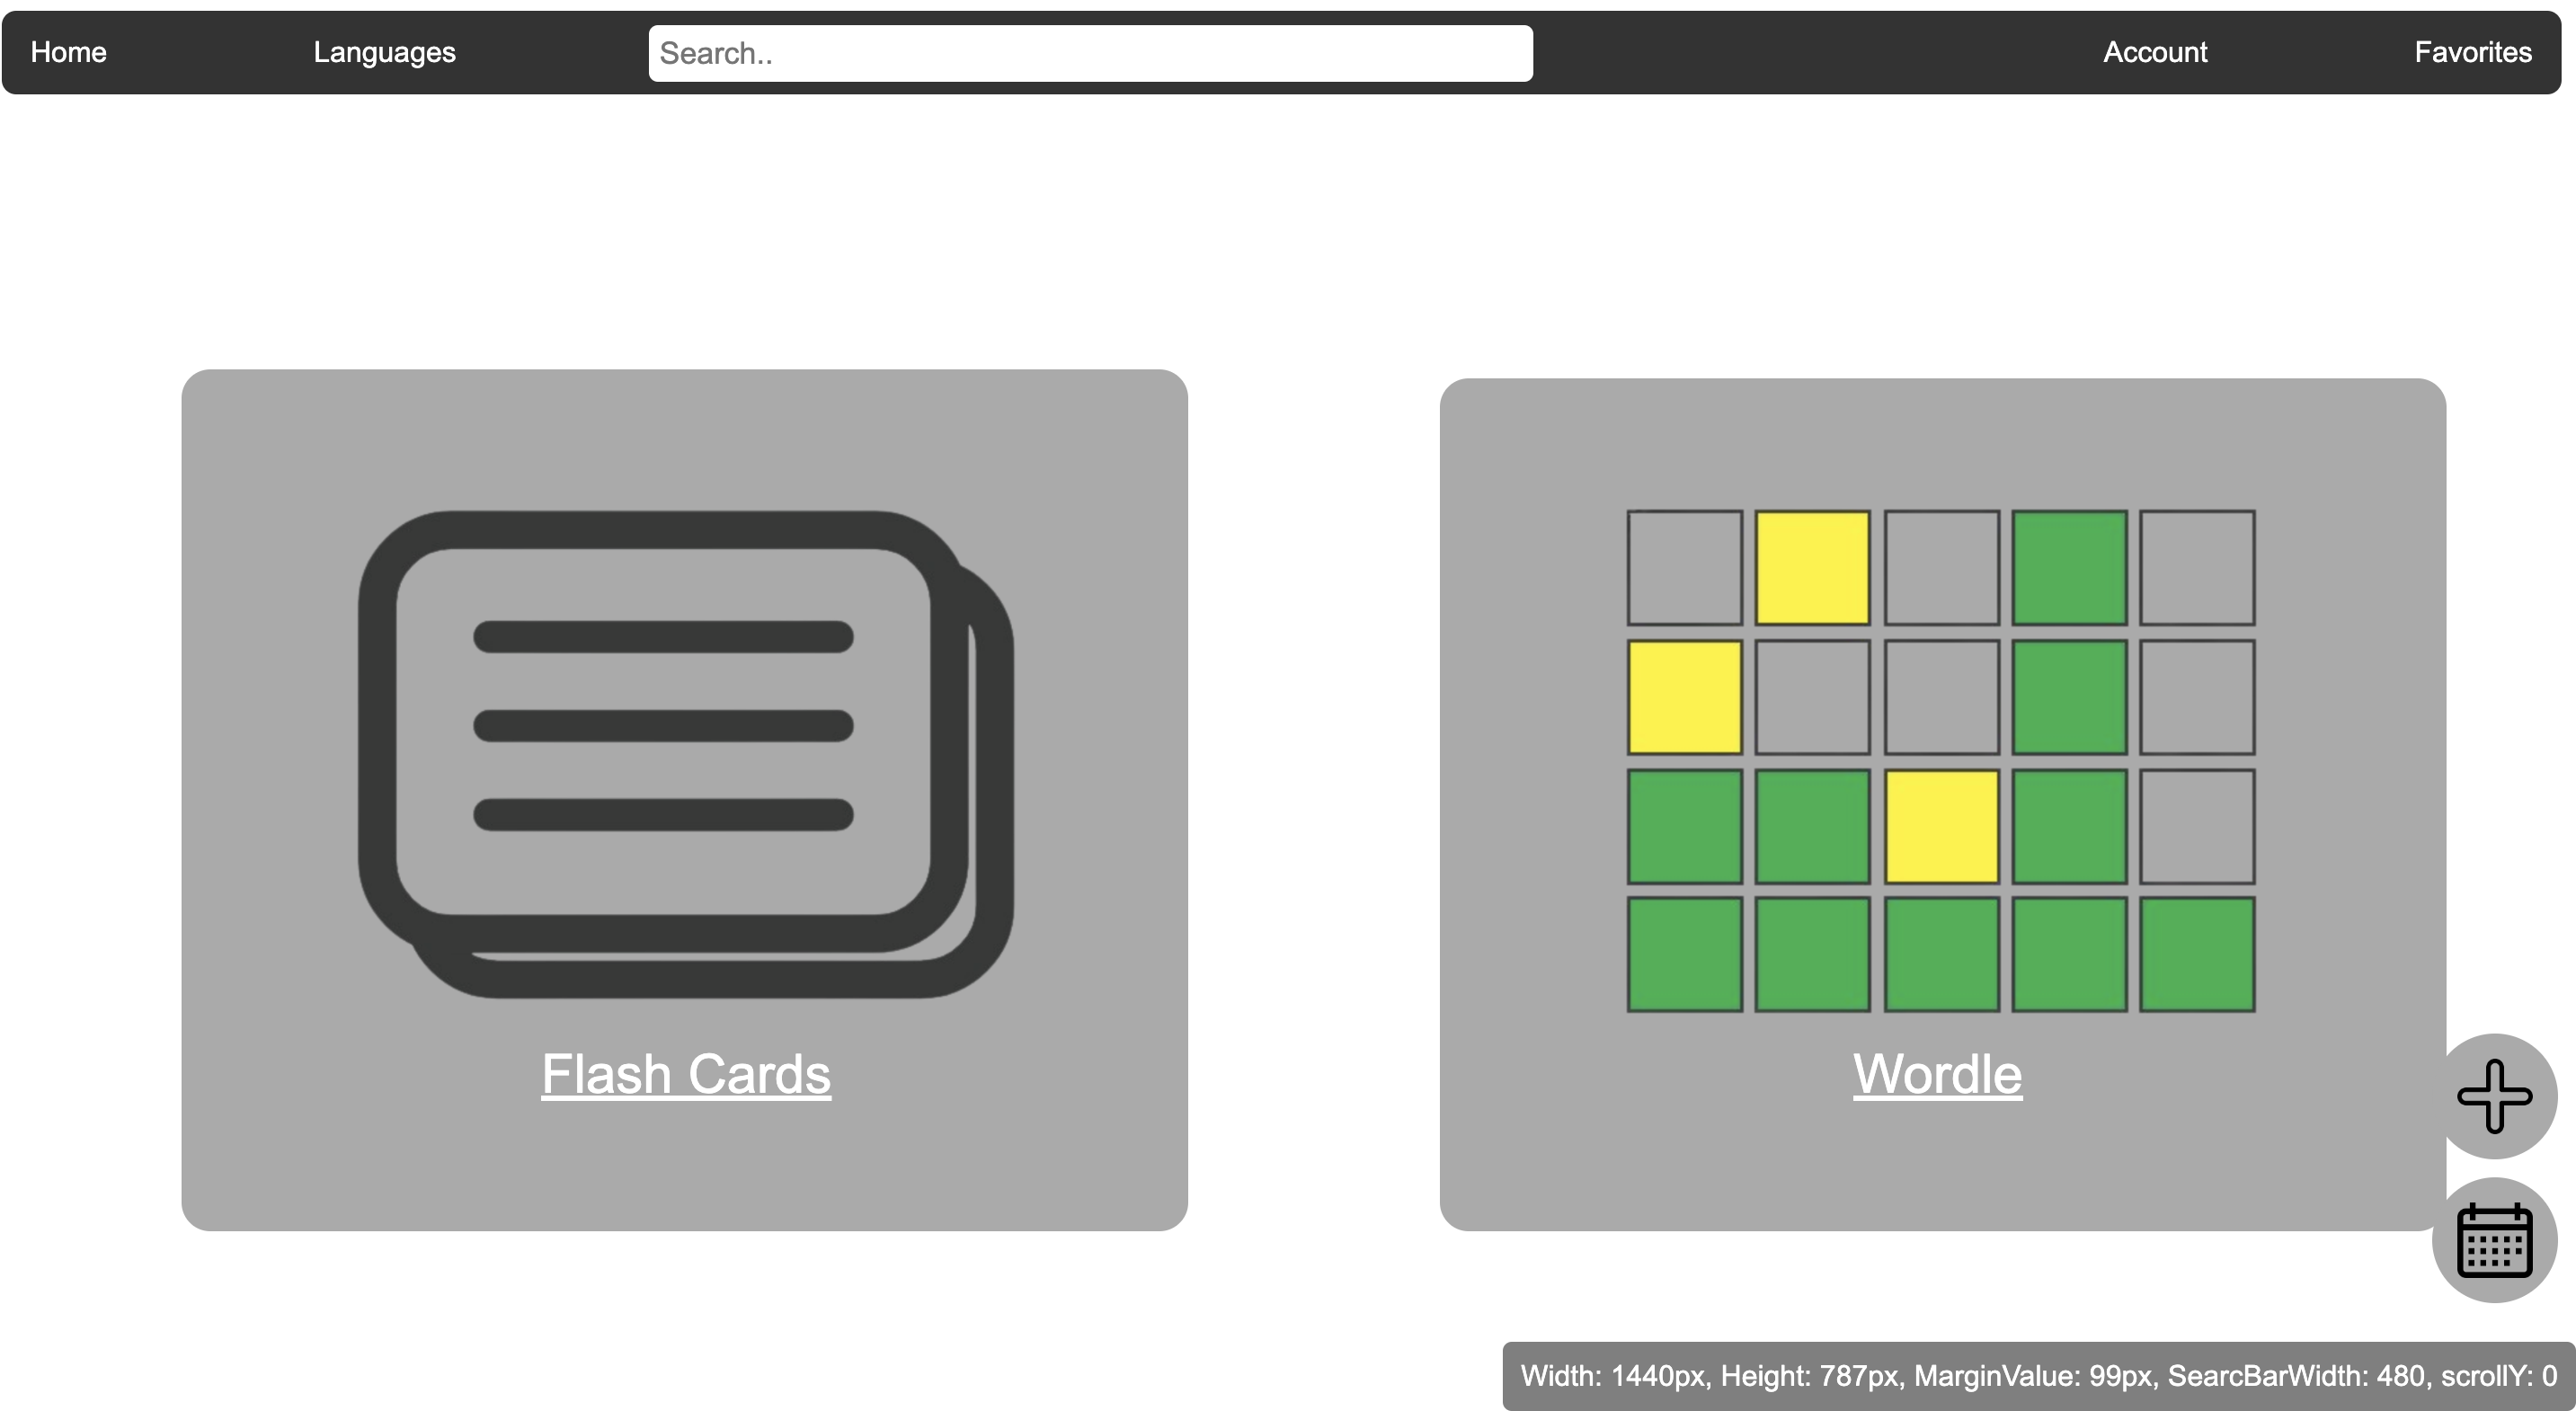 Home Languages Search.. Account Favorites
Flash Cards
Wordle
Width: 1440px, Height: 787px, MarginValue: 99px, SearcBarWidth: 480, scrollY: 0